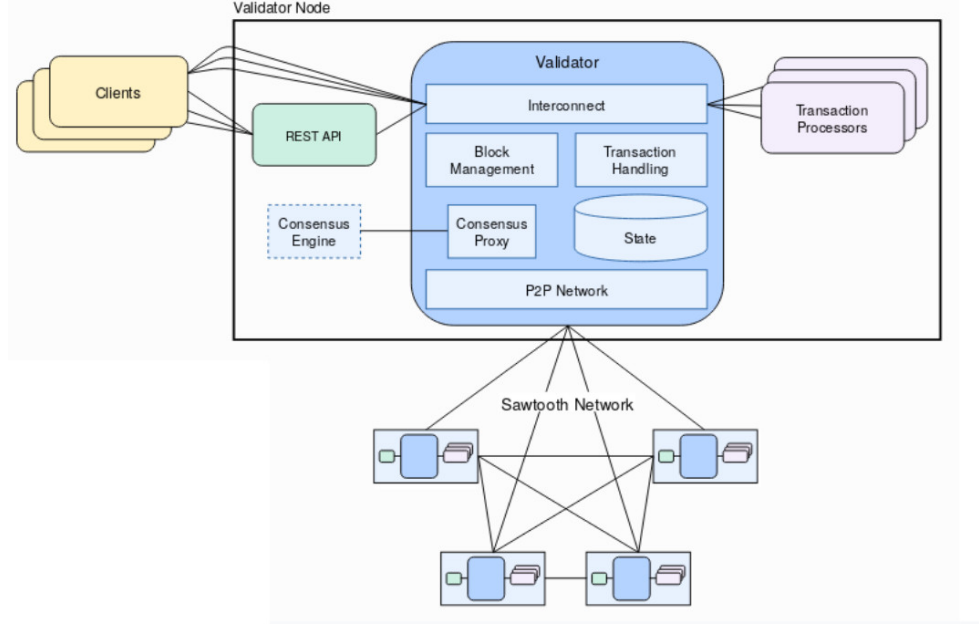 Validator Node
Clients
Validator
Interconnect
REST API
Transaction
Processors
Block
Management
Transaction
Handling
Consensus
Engine
Consensus
Proxy
State
P2P Network
Sawtooth Network